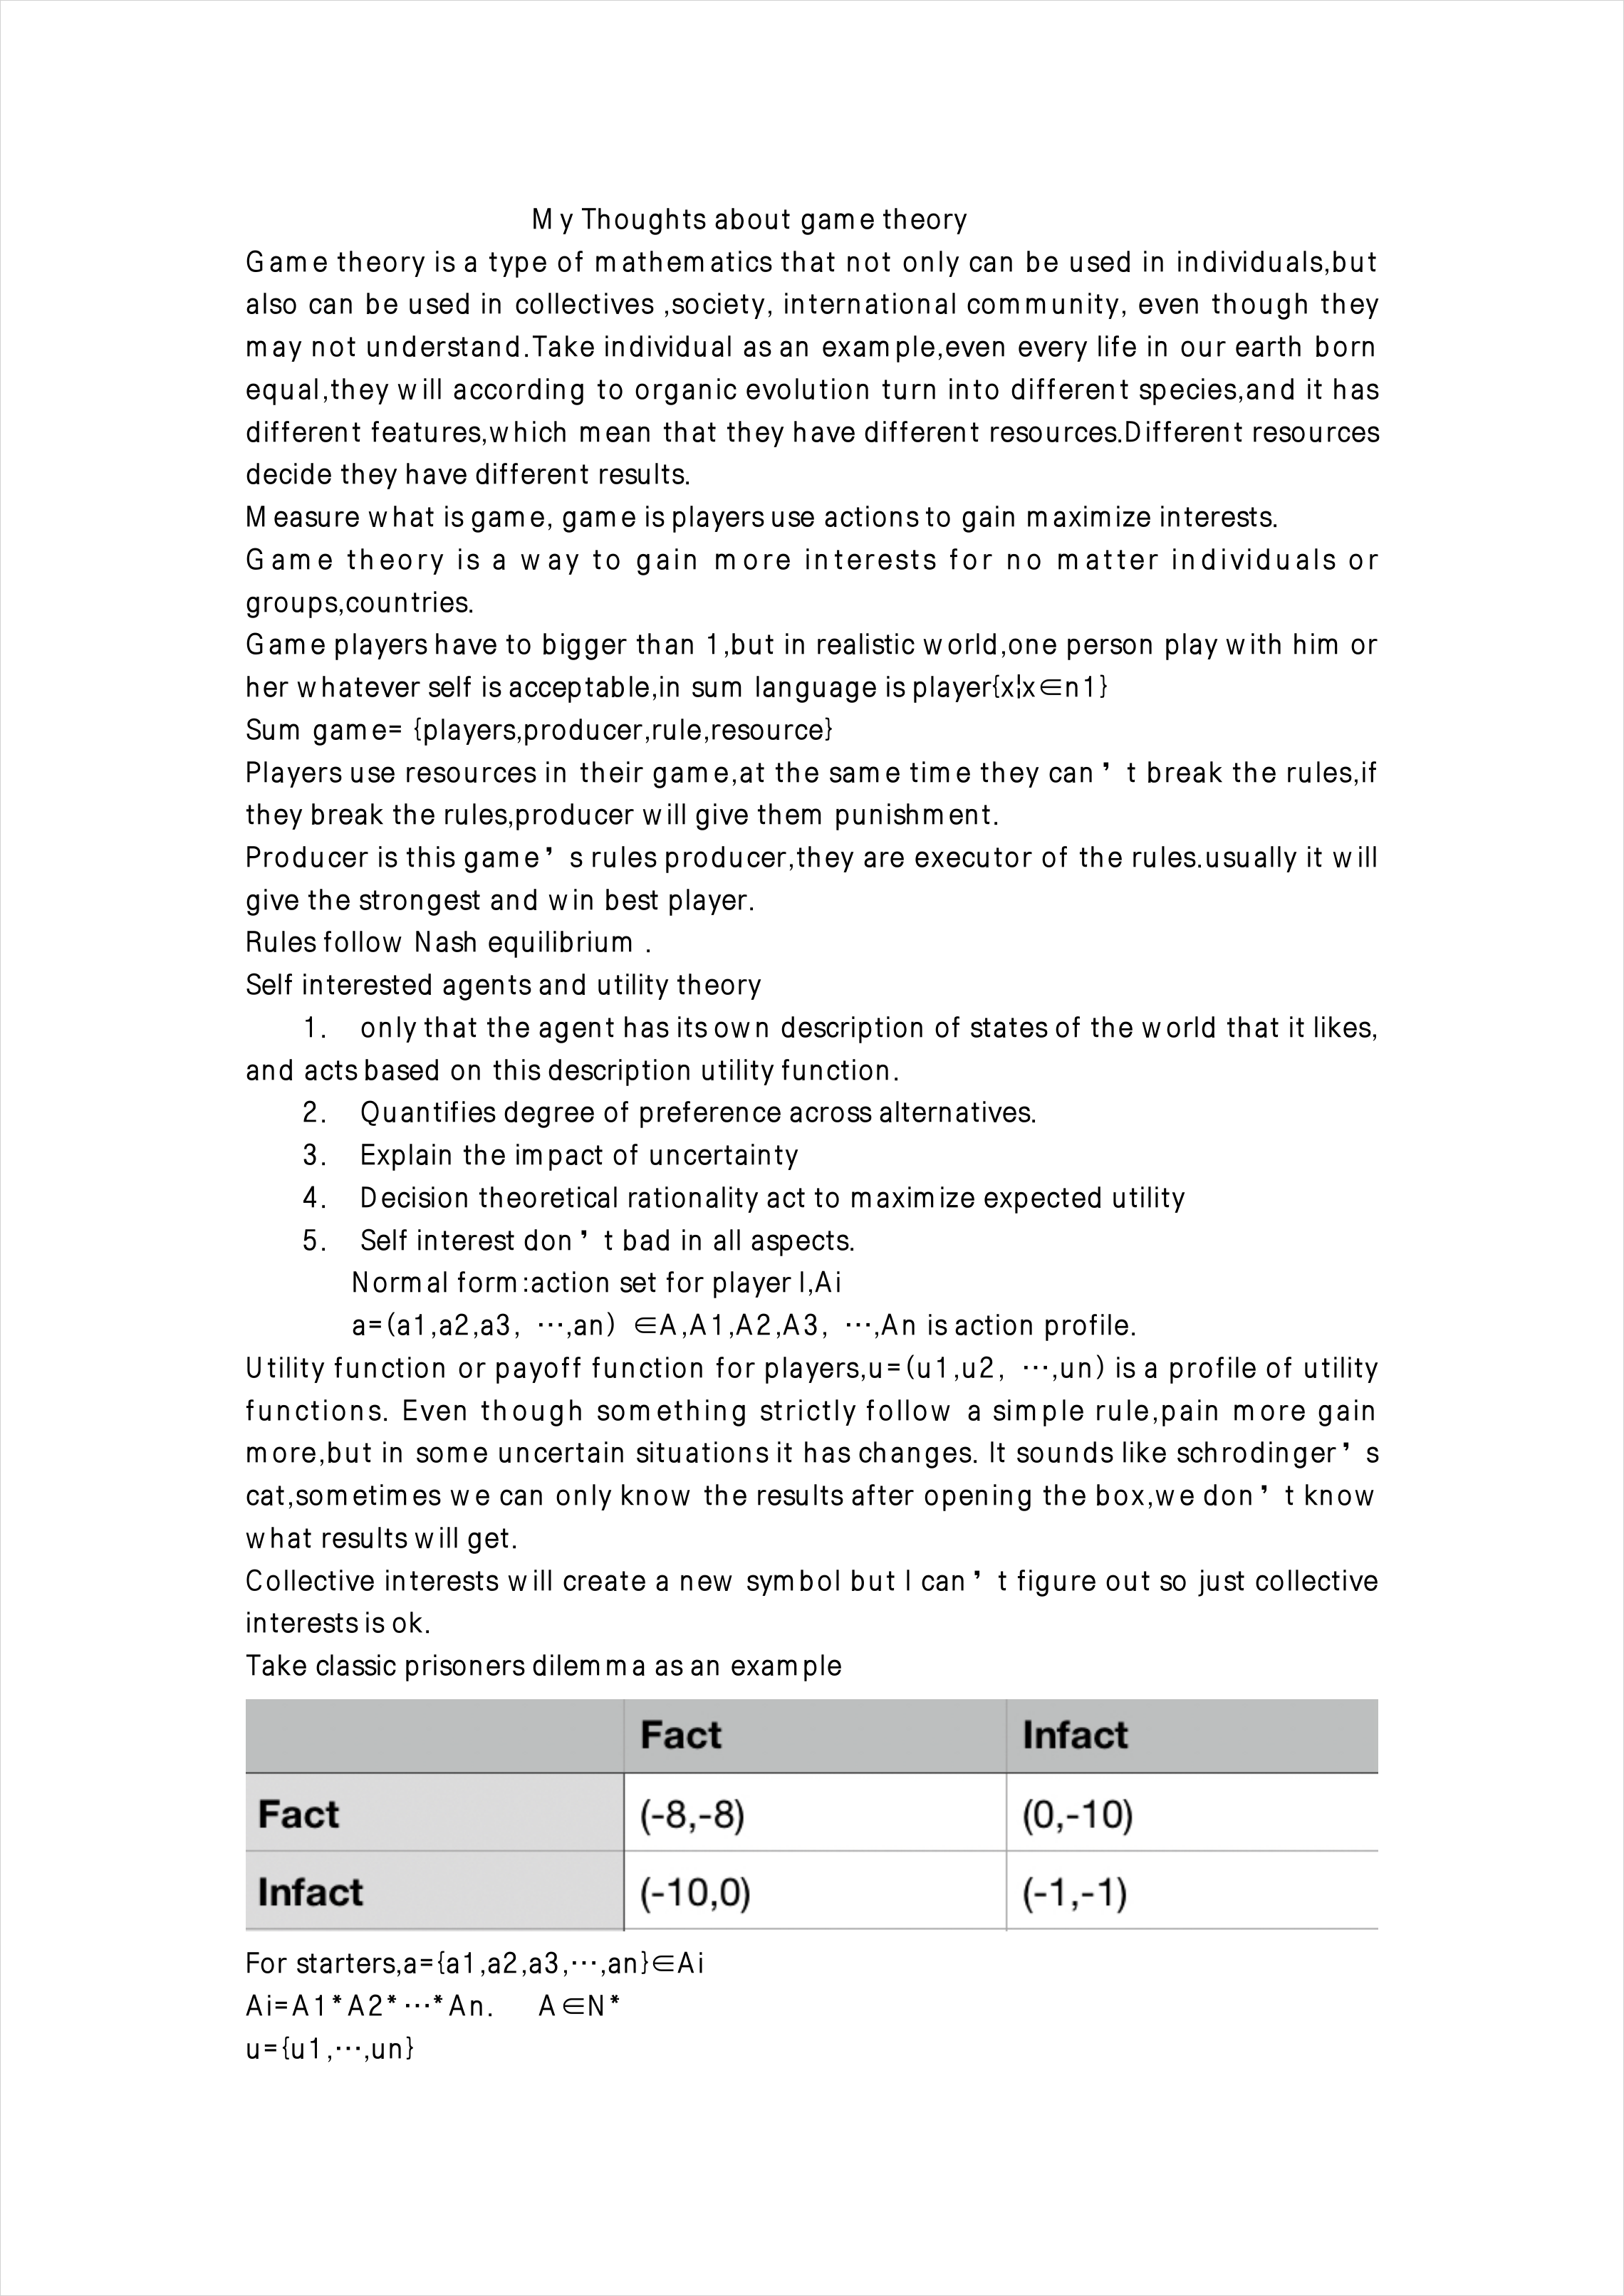 My Thoughts about game theory
Game theory is a type of mathematics that not only can be used in individuals,but
also can be used in collectives ,society, international community, even though they
may not understand.Take individual as an example,even every life in our earth born
equal,they will according to organic evolution turn into different species,and it has
different features,which mean that they have different resources.Different resources
decide they have different results.
Measure what is game, game is players use actions to gain maximize interests.
Game theory is a way to gain more interests for no matter individuals or
groups,countries.
Game players have to bigger than 1,but in realistic world,one person play with him or
her whatever self is acceptable,in sum language is player{x¦x∈n1}
Sum game= {players,producer,rule,resource}
Players use resources in their game,at the same time they can’t break the rules,if
they break the rules,producer will give them punishment.
Producer is this game’s rules producer,they are executor of the rules.usually it will
give the strongest and win best player.
Rules follow Nash equilibrium .
Self interested agents and utility theory
1. only that the agent has its own description of states of the world that it likes,
and acts based on this description utility function.
2. Quantifies degree of preference across alternatives.
3. Explain the impact of uncertainty
4. Decision theoretical rationality act to maximize expected utility
5. Self interest don’t bad in all aspects.
Normal form:action set for player I,Ai
a=(a1,a2,a3, …,an) ∈A,A1,A2,A3, …,An is action profile.
Utility function or payoff function for players,u=(u1,u2, …,un) is a profile of utility
functions. Even though something strictly follow a simple rule,pain more gain
more,but in some uncertain situations it has changes. It sounds like schrodinger’s
cat,sometimes we can only know the results after opening the box,we don’t know
what results will get.
Collective interests will create a new symbol but I can’t figure out so just collective
interests is ok.
Take classic prisoners dilemma as an example
Fact Infact
Fact (-8,-8) (0,-10)
Infact (-10,0) (-1,-1)
For starters,a={a1,a2,a3,…,an}∈Ai
Ai=A1*A2*…*An. A∈N*
u={u1,…,un}